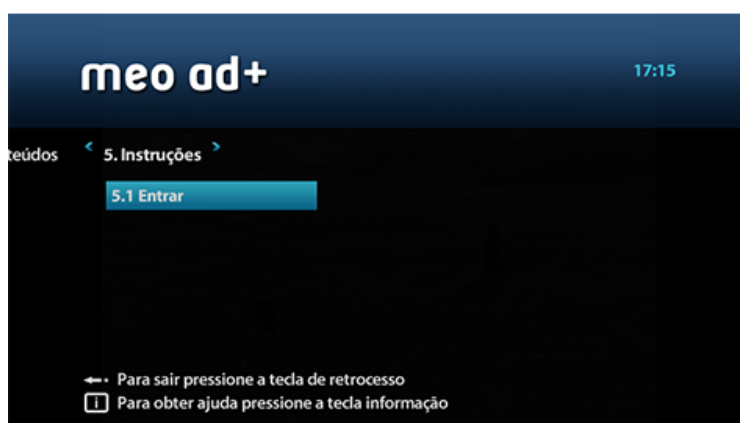 meo ad+
17:15
teúdos < 5. Instruções >
5.1 Entrar
Para sair pressione a tecla de retrocesso
i Para obter ajuda pressione a tecla informação